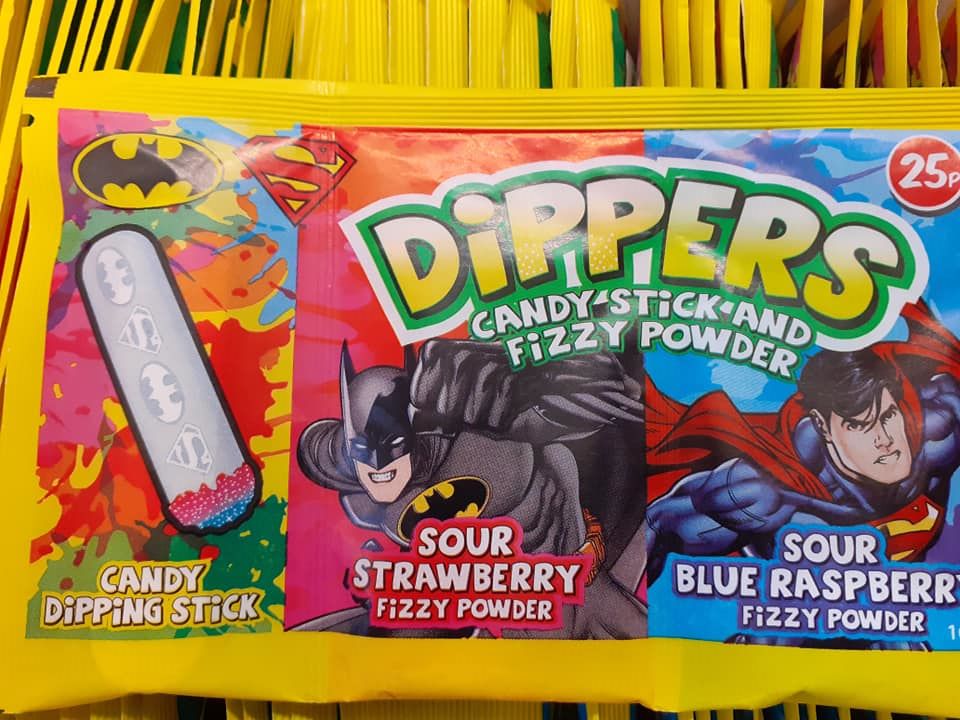 DiPPERS
25p
CANDY STiCK AND
FiZZY POWDER
CANDY
DiPPiNG STiCK
SOUR
STRAWBERRY
FiZZY POWDER
SOUR
BLUE RASPBERRY
FiZZY POWDER